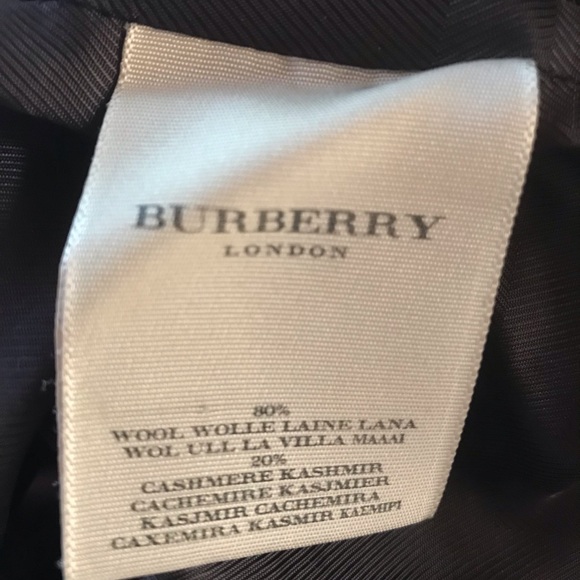 BURBERRY
LONDON
80%
WOOL WOLLE LAINE LANA
WOL ULL LA VILLA MAAAI
20%
CASHMERE KASHMIR
CACHEMIRE KASJMIER
KASJMIR CACHEMIRA
CAXEMIRA KASMIR ΚΑΣΜΙΡΙ